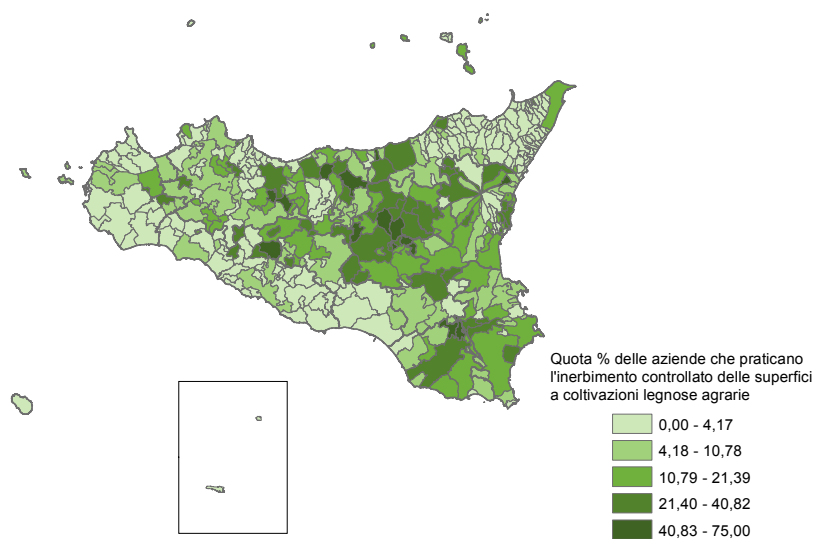 Quota % delle aziende che praticano
l'inerbimento controllato delle superfici
a coltivazioni legnose agrarie
0,00 - 4,17
4,18 - 10,78
10,79 - 21,39
21,40 - 40,82
40,83 - 75,00